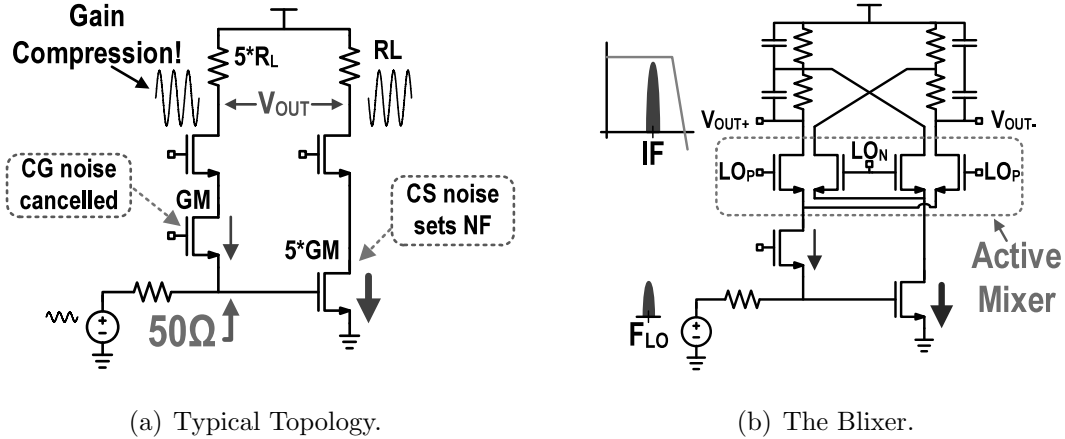 Gain
Compression!
5*RL
RL
VOUT
CG noise
cancelled
GM
CS noise
sets NF
5*GM
50Ω
+
-
(a) Typical Topology.
IF
VOUT+
VOUT-
LON
LOP
LOP
Active
Mixer
FLO
+
-
(b) The Blixer.